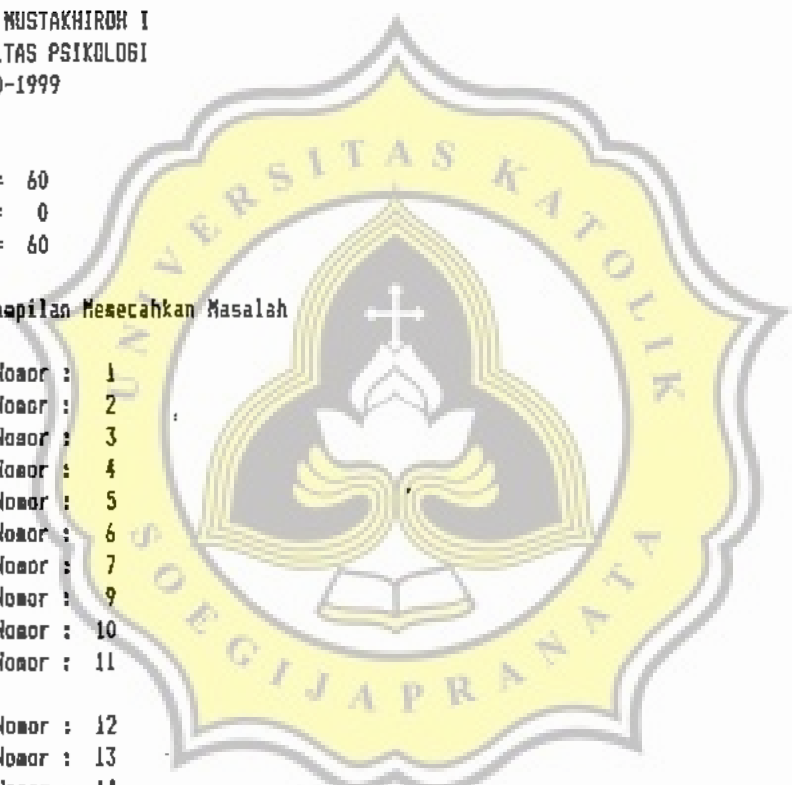 MUSTAKHIROH I
LTAS PSIKOLOGI
-1999
= 60
= 0
= 60
apilan Memecahkan Masalah
Nomor : 1
Nomor : 2
Nomor : 3
Nomor : 4
Nomor : 5
Nomor : 6
Nomor : 7
Nomor : 9
Nomor : 10
Nomor : 11
Nomor : 12
Nomor : 13
UNIVERSITAS KATOLIK
SOEGIJAPRANATA